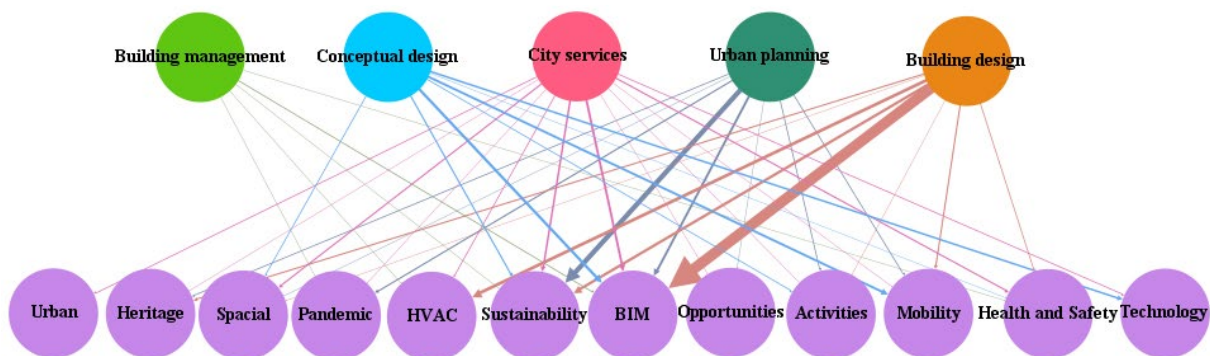 Building management
Conceptual design
City services
Urban planning
Building design
Urban
Heritage
Spacial
Pandemic
HVAC
Sustainability
BIM
Opportunities
Activities
Mobility
Health and Safety
Technology